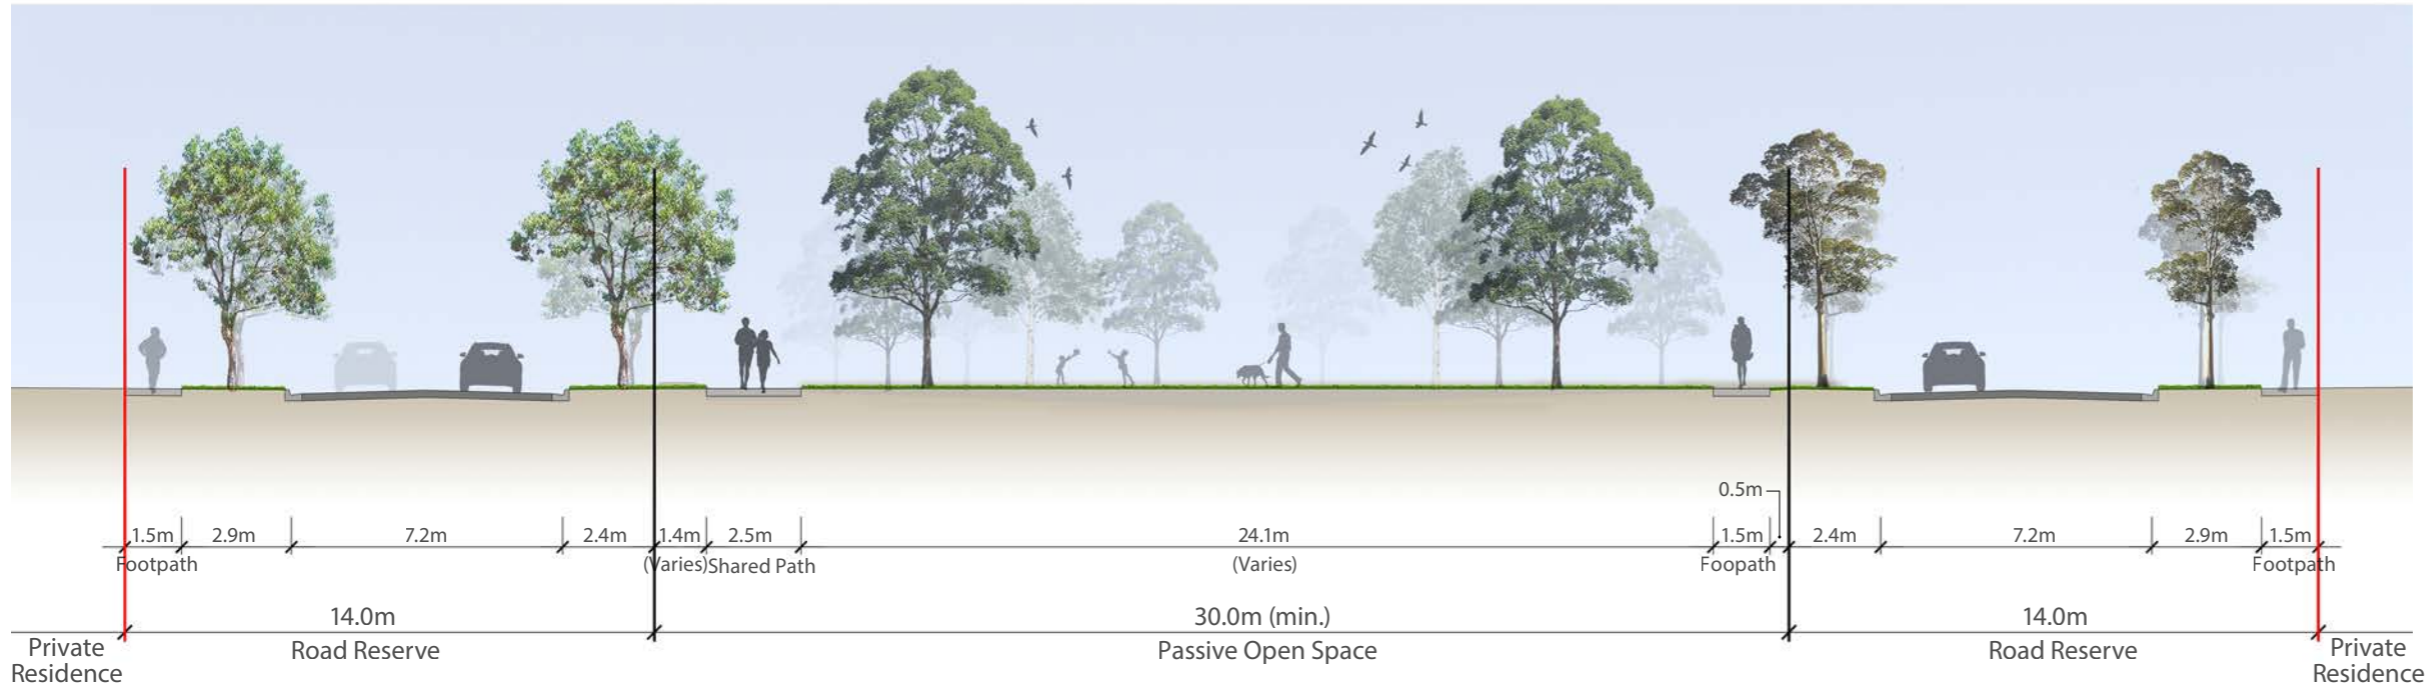 0.5m
1.5m 2.9m 7.2m 2.4m 1.4m 2.5m 24.1m 1.5m 2.4m 7.2m 2.9m 1.5m
Footpath (Varies) Shared Path (Varies) Foopath Footpath
14.0m 30.0m (min.) 14.0m
Private Road Reserve Passive Open Space Road Reserve Private
Residence Residence